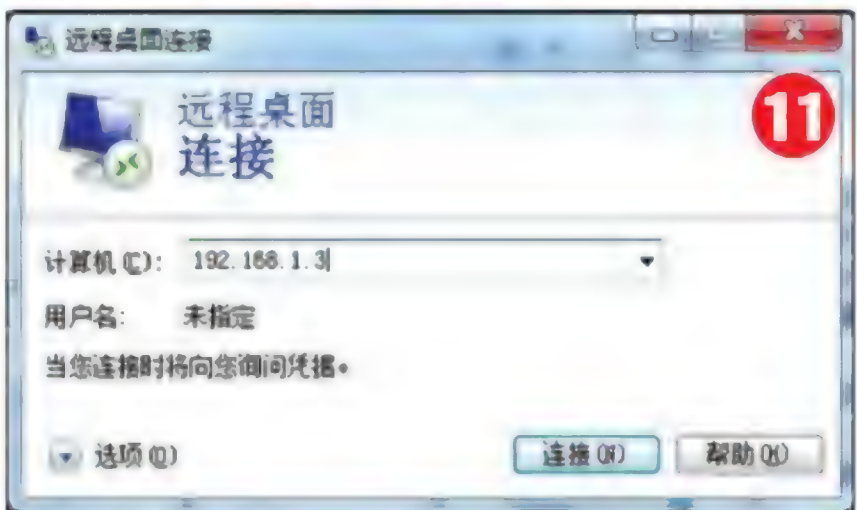 远程桌面连接
11
远程桌面
连接
计算机(C): 192.168.1.3
用户名: 未指定
当您连接时将向您询问凭据。
选项(O)
连接(N)
帮助(H)